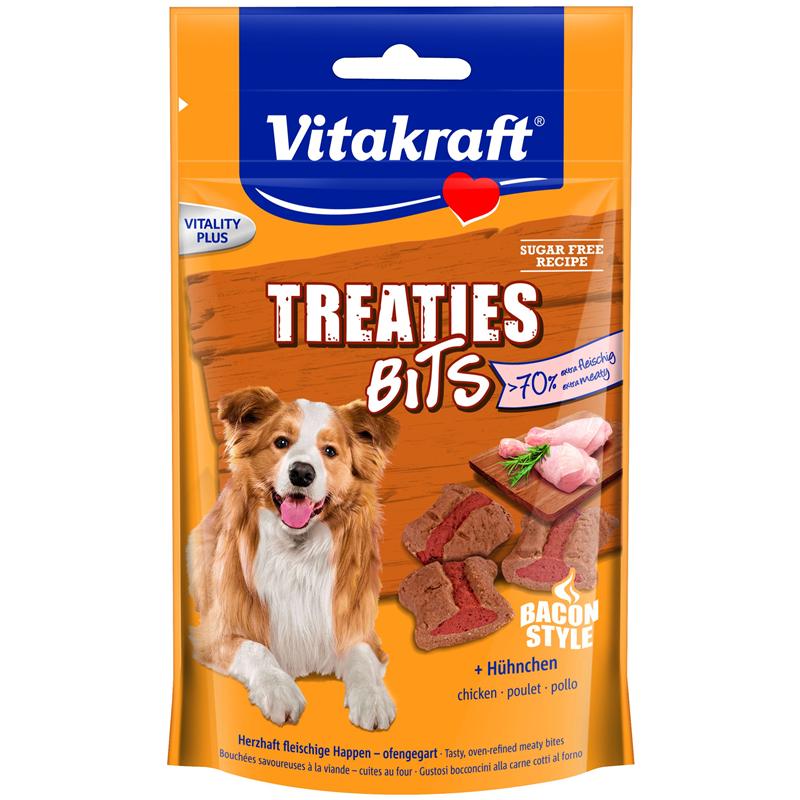 Vitakraft®
VITALITY
PLUS
SUGAR FREE
RECIPE
TREATIES
BITS
>70% extra fleischig
extra meaty
BACON
STYLE
+ Hühnchen
chicken · poulet · pollo
Herzhaft fleischige Happen – ofengegart · Tasty, oven-refined meaty bites
Bouchées savoureuses à la viande – cuites au four · Gustosi bocconcini alla carne cotti al forno